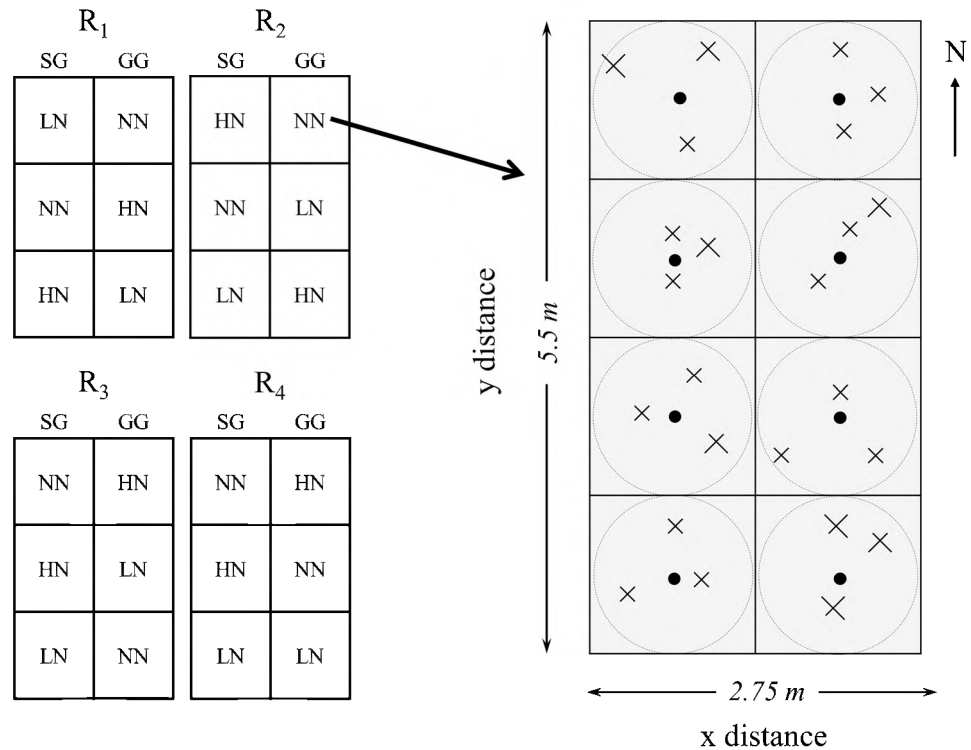 R1 R2
SG GG SG GG
LN NN HN NN
NN HN NN LN
HN LN LN HN
R3 R4
SG GG SG GG
NN HN NN HN
HN LN HN NN
LN NN LN LN
N
y distance
5.5 m
2.75 m
x distance